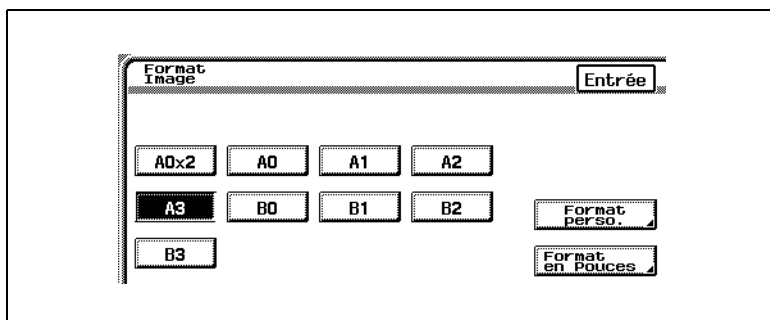 Format
Image
Entrée
A0x2 A0 A1 A2
A3 B0 B1 B2
Format
perso.
B3
Format
en Pouces